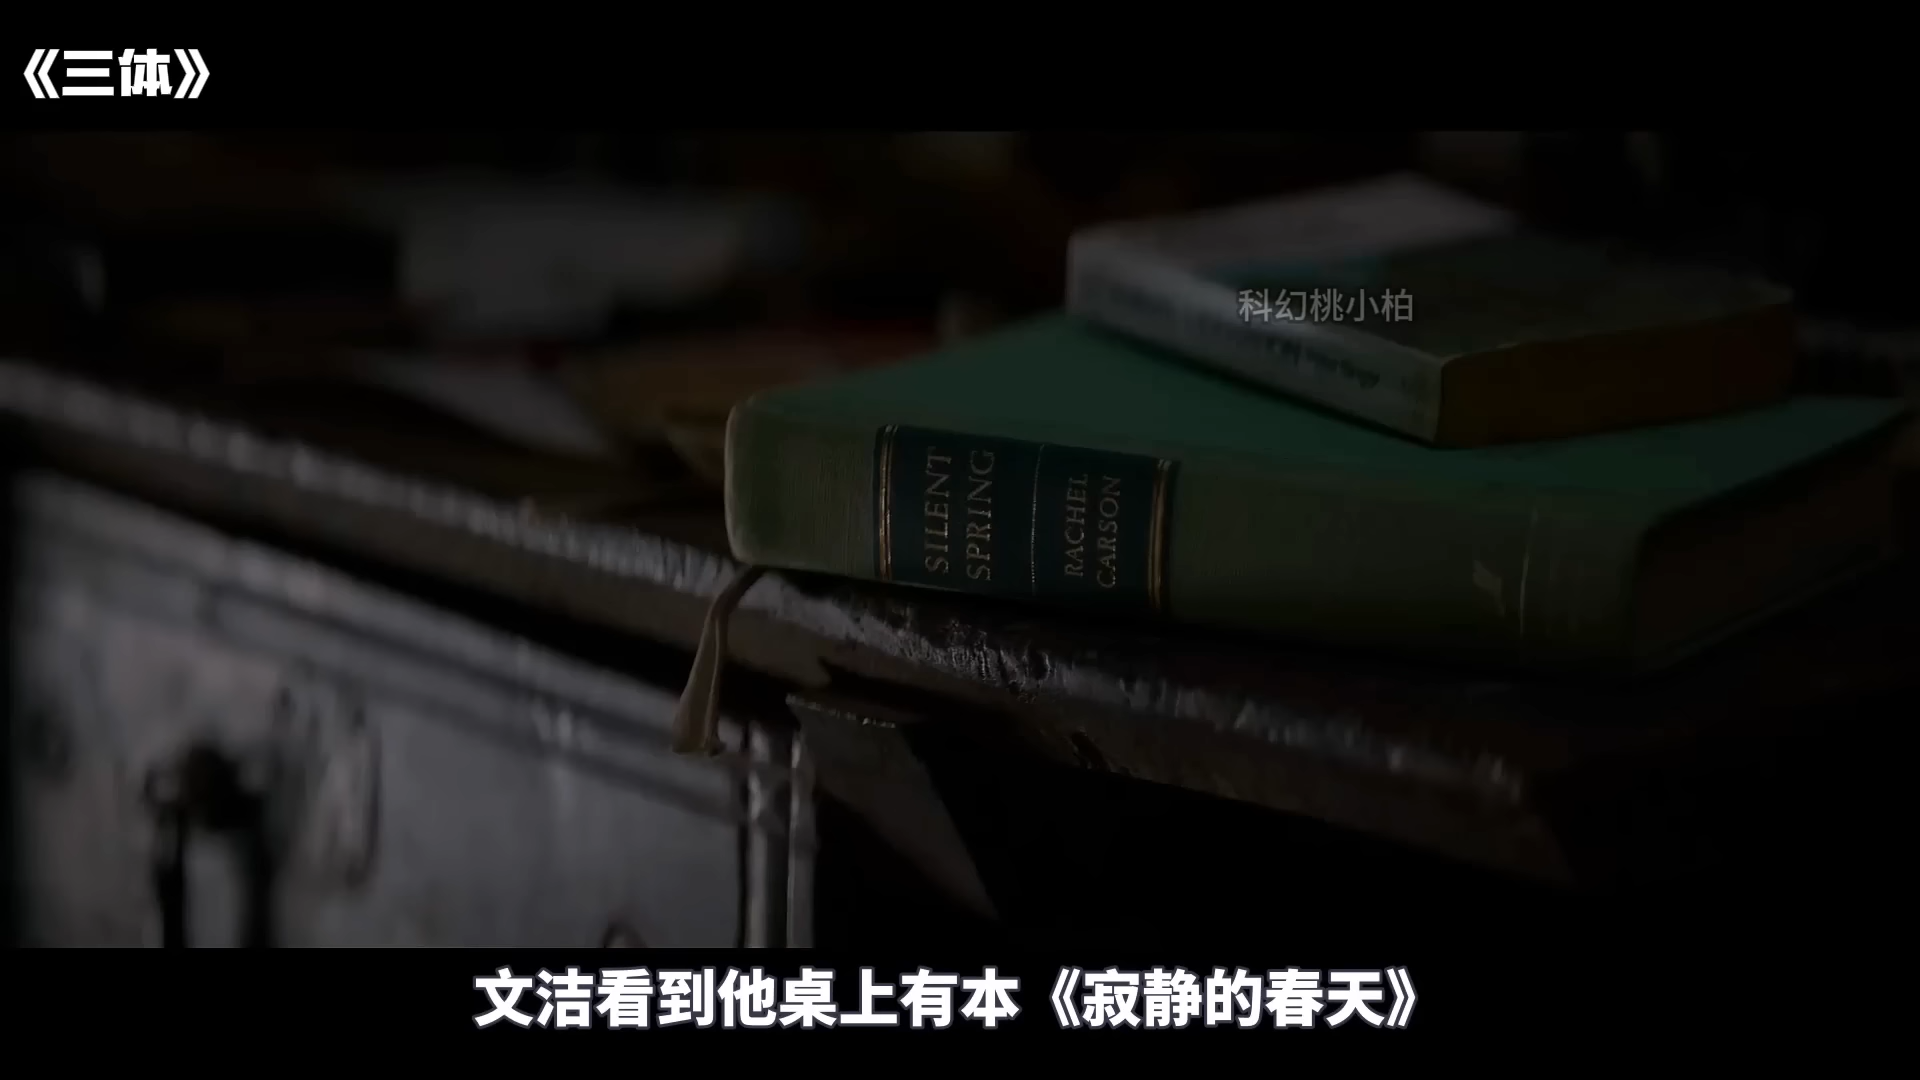 《三体》
科幻桃小柏
SILENT
SPRING
RACHEL
CARSON
文洁看到他桌上有本《寂静的春天》